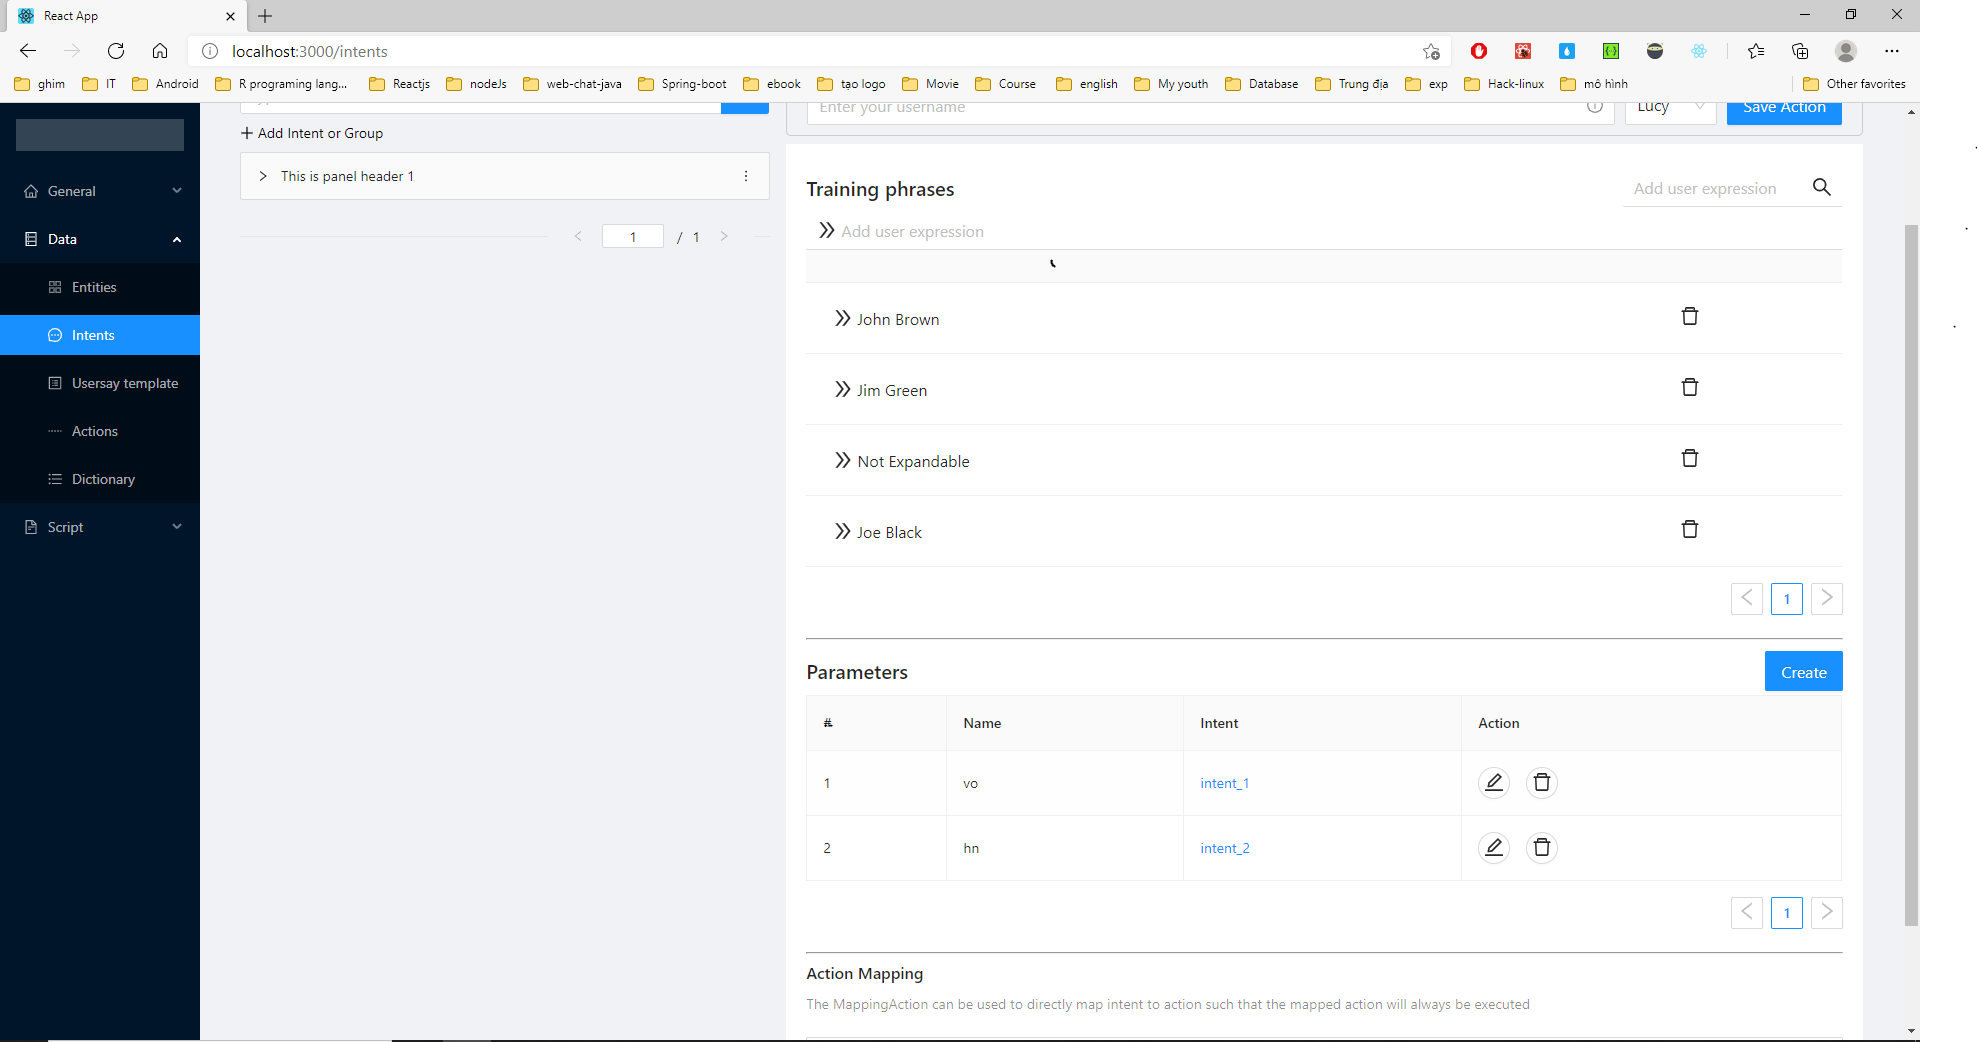 React App
localhost:3000/intents
ghim IT Android R programing lang... Reactjs nodeJs web-chat-java Spring-boot ebook tạo logo Movie Course english My youth Database Trung địa exp Hack-linux mô hình Other favorites
General
Data
Entities
Intents
Usersay template
Actions
Dictionary
Script
Add Intent or Group
This is panel header 1
1 / 1
Enter your username Lucy Save Action
Training phrases Add user expression
Add user expression
John Brown
Jim Green
Not Expandable
Joe Black
1
Parameters Create
# Name Intent Action
1 vo intent_1
2 hn intent_2
1
Action Mapping
The MappingAction can be used to directly map intent to action such that the mapped action will always be executed